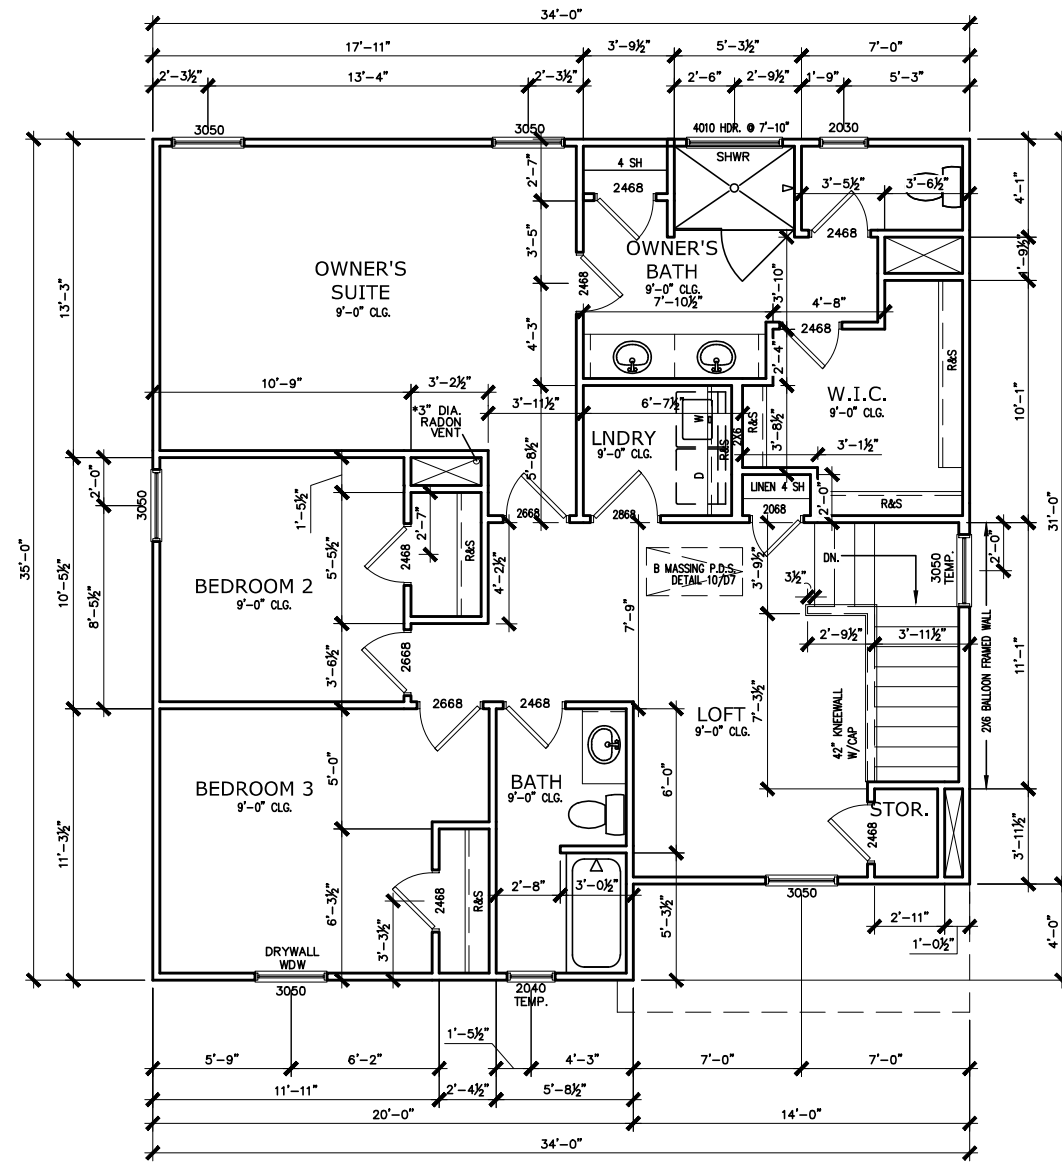 34'-0"
17'-11"
3'-9½"
5'-3½"
7'-0"
2'-3½"
13'-4"
2'-3½"
2'-6"
2'-9½"
1'-9"
5'-3"
3050
3050
4010 HDR. @ 7'-10"
2030
4 SH
SHWR
2468
2'-7"
3'-5½"
3'-6½"
4'-1"
2468
3'-5"
OWNER'S
BATH
9'-0" CLG.
7'-10½"
OWNER'S
SUITE
9'-0" CLG.
2468
3'-10"
4'-8"
1'-9½"
13'-3"
4'-3"
2468
2'-4"
R&S
10'-9"
3'-2½"
3'-11½"
6'-7½"
W.I.C.
9'-0" CLG.
10'-1"
*3" DIA.
RADON
VENT
LNDRY
9'-0" CLG.
W
D
R&S
2X6
R&S
3'-8½"
3'-1½"
5'-8½"
2'-0"
3050
1'-5½"
2'-7"
2668
2868
LINEN 4 SH
2068
2'-0"
R&S
31'-0"
35'-0"
10'-5½"
8'-5½"
5'-5½"
2468
R&S
4'-2½"
B MASSING P.D.S.
DETAIL 10/D7
3'-9½"
DN.
3½"
3050
TEMP.
2'-0"
BEDROOM 2
9'-0" CLG.
7'-9"
2'-9½"
3'-11½"
2X6 BALLOON FRAMED WALL
11'-1"
3'-6½"
2668
2668
2468
LOFT
9'-0" CLG.
7'-3½"
42" KNEEWALL
W/CAP
BEDROOM 3
9'-0" CLG.
5'-0"
BATH
9'-0" CLG.
6'-0"
STOR.
2468
11'-3½"
3'-11½"
6'-3½"
2468
R&S
2'-8"
3'-0½"
3050
3'-3½"
5'-3½"
2'-11"
1'-0½"
4'-0"
DRYWALL
WDW
3050
2040
TEMP.
1'-5½"
5'-9"
6'-2"
4'-3"
7'-0"
7'-0"
11'-11"
2'-4½"
5'-8½"
20'-0"
14'-0"
34'-0"